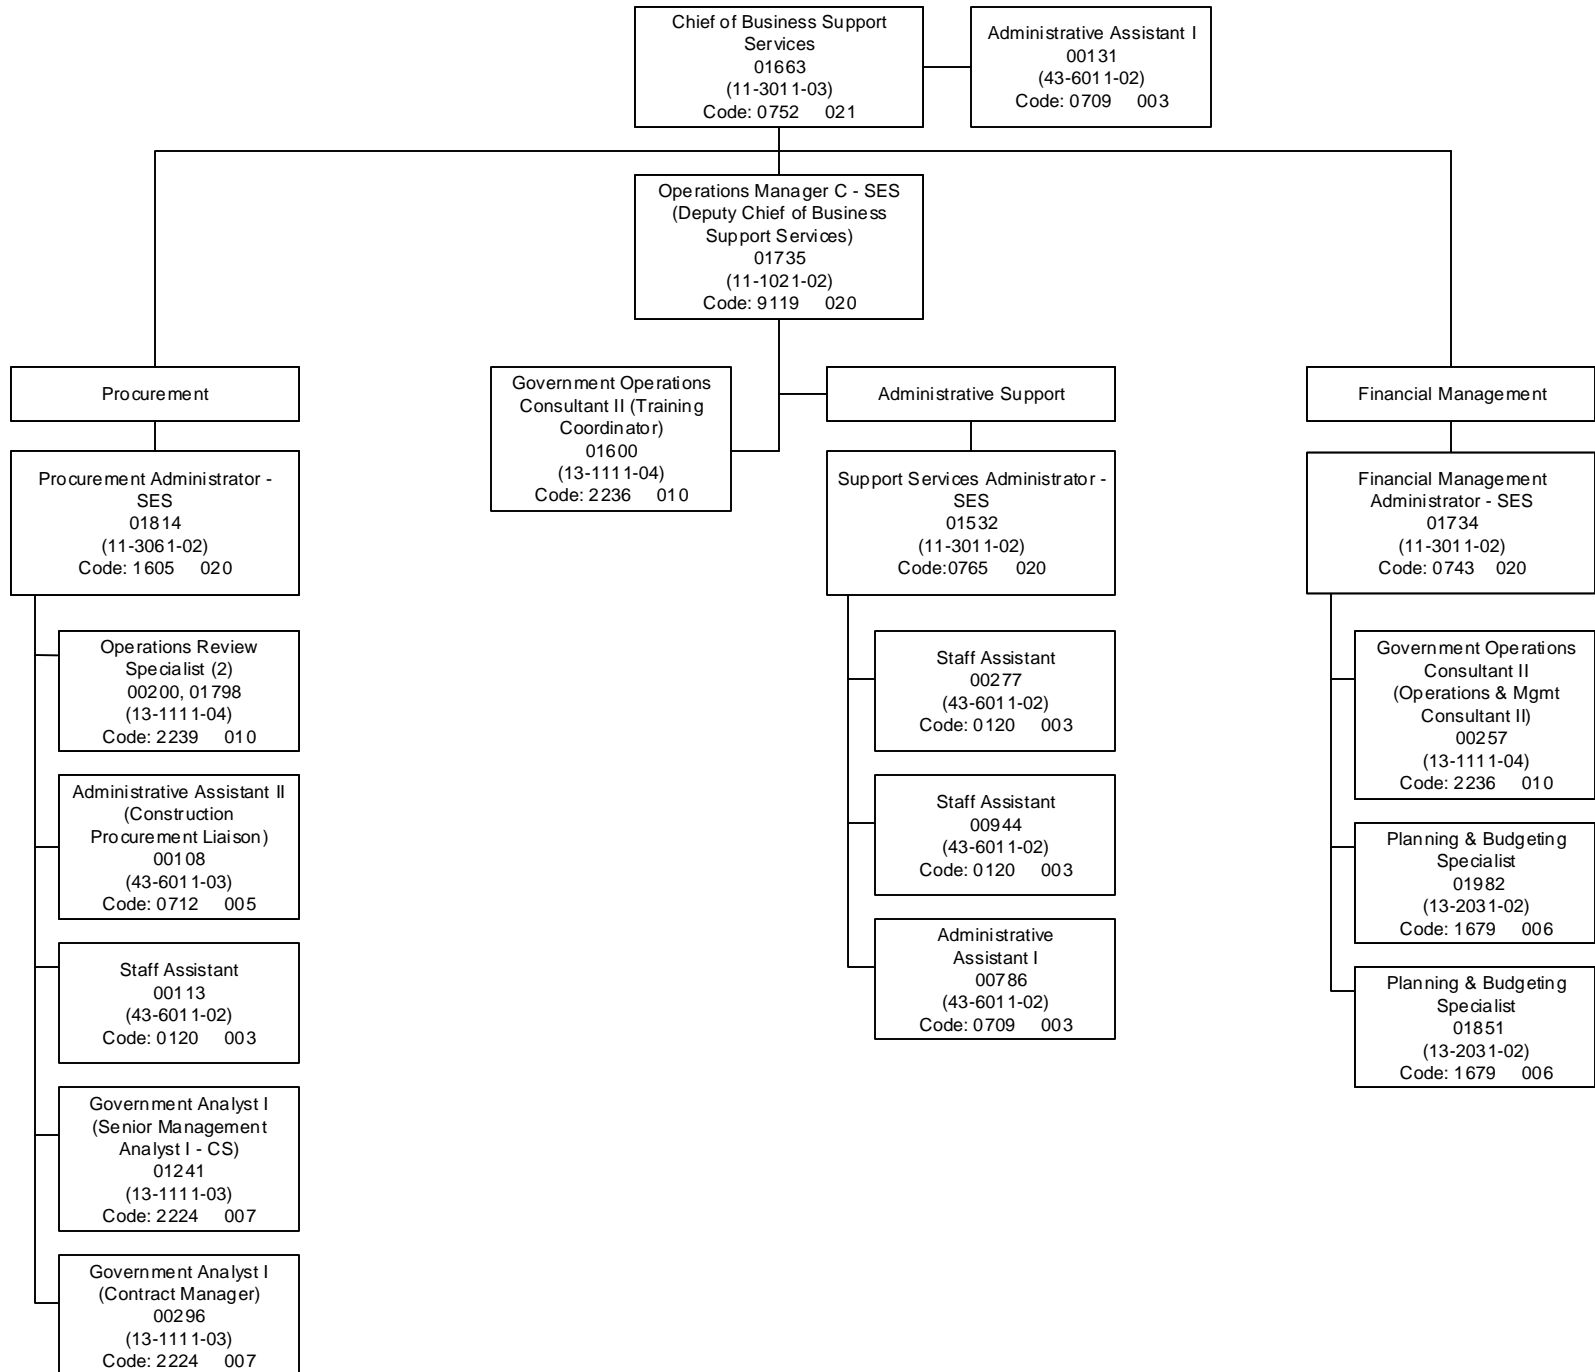 Chief of Business Support
Services
01663
(11-3011-03)
Code: 0752 021
Administrative Assistant I
00131
(43-6011-02)
Code: 0709 003
Operations Manager C - SES
(Deputy Chief of Business
Support Services)
01735
(11-1021-02)
Code: 9119 020
Procurement
Procurement Administrator -
SES
01814
(11-3061-02)
Code: 1605 020
Operations Review
Specialist (2)
00200, 01798
(13-1111-04)
Code: 2239 010
Administrative Assistant II
(Construction
Procurement Liaison)
00108
(43-6011-03)
Code: 0712 005
Staff Assistant
00113
(43-6011-02)
Code: 0120 003
Government Analyst I
(Senior Management
Analyst I - CS)
01241
(13-1111-03)
Code: 2224 007
Government Analyst I
(Contract Manager)
00296
(13-1111-03)
Code: 2224 007
Government Operations
Consultant II (Training
Coordinator)
01600
(13-1111-04)
Code: 2236 010
Administrative Support
Support Services Administrator -
SES
01532
(11-3011-02)
Code:0765 020
Staff Assistant
00277
(43-6011-02)
Code: 0120 003
Staff Assistant
00944
(43-6011-02)
Code: 0120 003
Administrative
Assistant I
00786
(43-6011-02)
Code: 0709 003
Financial Management
Financial Management
Administrator - SES
01734
(11-3011-02)
Code: 0743 020
Government Operations
Consultant II
(Operations & Mgmt
Consultant II)
00257
(13-1111-04)
Code: 2236 010
Planning & Budgeting
Specialist
01982
(13-2031-02)
Code: 1679 006
Planning & Budgeting
Specialist
01851
(13-2031-02)
Code: 1679 006